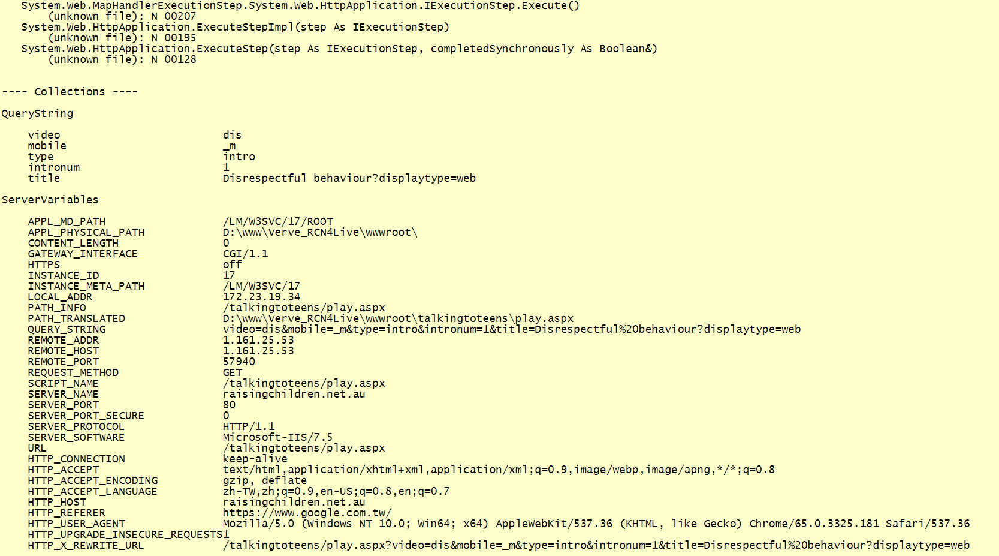 System.Web.MapHandlerExecutionStep.System.Web.HttpApplication.IExecutionStep.Execute()
(unknown file): N 00207
System.Web.HttpApplication.ExecuteStepImpl(step As IExecutionStep)
(unknown file): N 00195
System.Web.HttpApplication.ExecuteStep(step As IExecutionStep, completedSynchronously As Boolean&)
(unknown file): N 00128
---- Collections ----
QueryString
video dis
mobile _m
type intro
intronum 1
title Disrespectful behaviour?displaytype=web
ServerVariables
APPL_MD_PATH /LM/W3SVC/17/ROOT
APPL_PHYSICAL_PATH D:\www\Verve_RCN4Live\wwwroot\
CONTENT_LENGTH 0
GATEWAY_INTERFACE CGI/1.1
HTTPS off
INSTANCE_ID 17
INSTANCE_META_PATH /LM/W3SVC/17
LOCAL_ADDR 172.23.19.34
PATH_INFO /talkingtoteens/play.aspx
PATH_TRANSLATED D:\www\Verve_RCN4Live\wwwroot\talkingtoteens\play.aspx
QUERY_STRING video=dis&mobile=_m&type=intro&intronum=1&title=Disrespectful%20behaviour?displaytype=web
REMOTE_ADDR 1.161.25.53
REMOTE_HOST 1.161.25.53
REMOTE_PORT 57940
REQUEST_METHOD GET
SCRIPT_NAME /talkingtoteens/play.aspx
SERVER_NAME raisingchildren.net.au
SERVER_PORT 80
SERVER_PORT_SECURE 0
SERVER_PROTOCOL HTTP/1.1
SERVER_SOFTWARE Microsoft-IIS/7.5
URL /talkingtoteens/play.aspx
HTTP_CONNECTION keep-alive
HTTP_ACCEPT text/html,application/xhtml+xml,application/xml;q=0.9,image/webp,image/apng,*/*;q=0.8
HTTP_ACCEPT_ENCODING gzip, deflate
HTTP_ACCEPT_LANGUAGE zh-TW,zh;q=0.9,en-US;q=0.8,en;q=0.7
HTTP_HOST raisingchildren.net.au
HTTP_REFERER https://www.google.com.tw/
HTTP_USER_AGENT Mozilla/5.0 (Windows NT 10.0; Win64; x64) AppleWebKit/537.36 (KHTML, like Gecko) Chrome/65.0.3325.181 Safari/537.36
HTTP_UPGRADE_INSECURE_REQUESTS1
HTTP_X_REWRITE_URL /talkingtoteens/play.aspx?video=dis&mobile=_m&type=intro&intronum=1&title=Disrespectful%20behaviour?displaytype=web